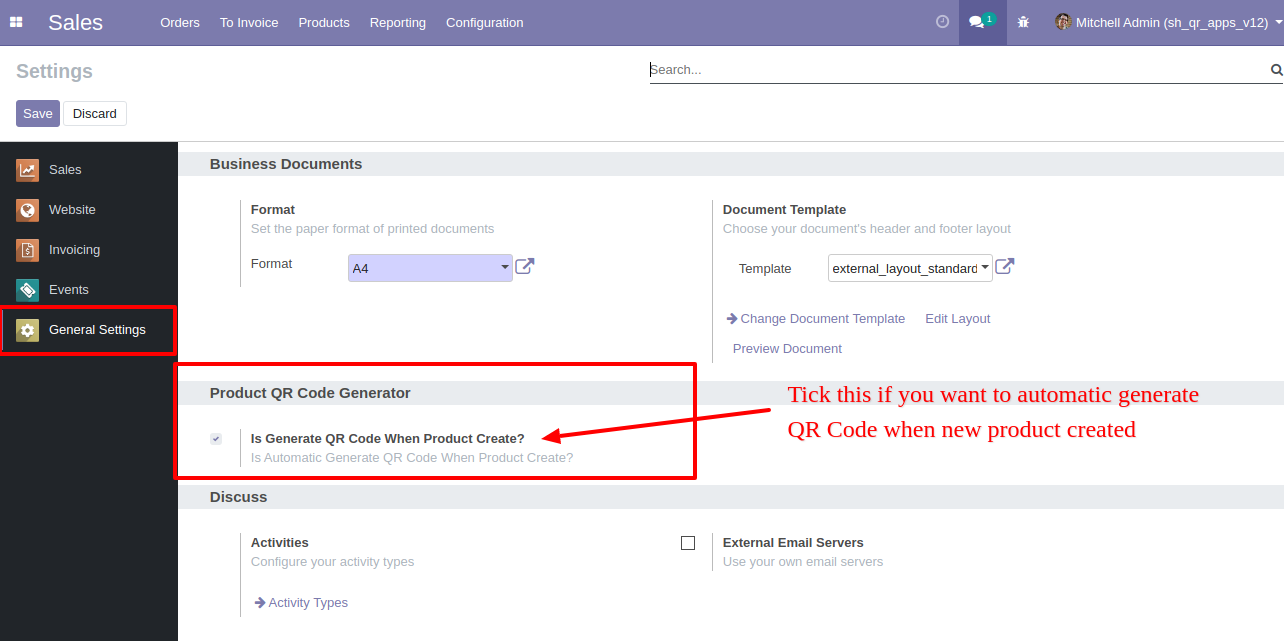 Sales Orders To Invoice Products Reporting Configuration 1 Mitchell Admin (sh_qr_apps_v12)
Settings Search...
Save Discard
Sales
Website
Invoicing
Events
General Settings
Business Documents
Format
Set the paper format of printed documents
Format A4
Document Template
Choose your document's header and footer layout
Template external_layout_standard
Change Document Template Edit Layout
Preview Document
Product QR Code Generator
Is Generate QR Code When Product Create?
Is Automatic Generate QR Code When Product Create?
Tick this if you want to automatic generate
QR Code when new product created
Discuss
Activities
Configure your activity types
Activity Types
External Email Servers
Use your own email servers